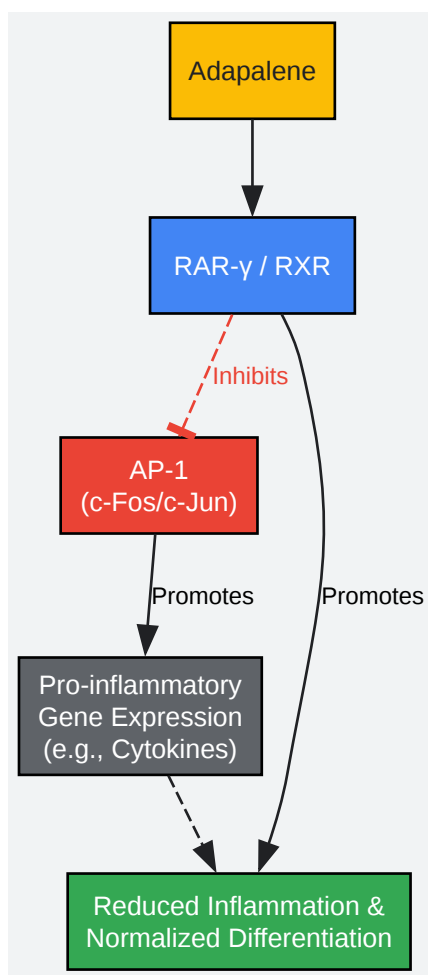 Adapalene
RAR-γ / RXR
Inhibits
AP-1
(c-Fos/c-Jun)
Promotes
Promotes
Pro-inflammatory
Gene Expression
(e.g., Cytokines)
Reduced Inflammation &
Normalized Differentiation